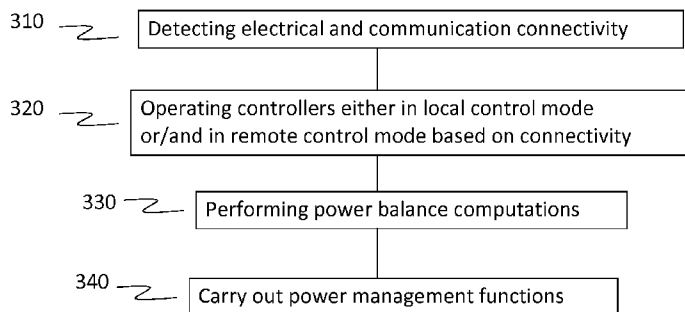 310
Detecting electrical and communication connectivity
320
Operating controllers either in local control mode
or/and in remote control mode based on connectivity
330
Performing power balance computations
340
Carry out power management functions